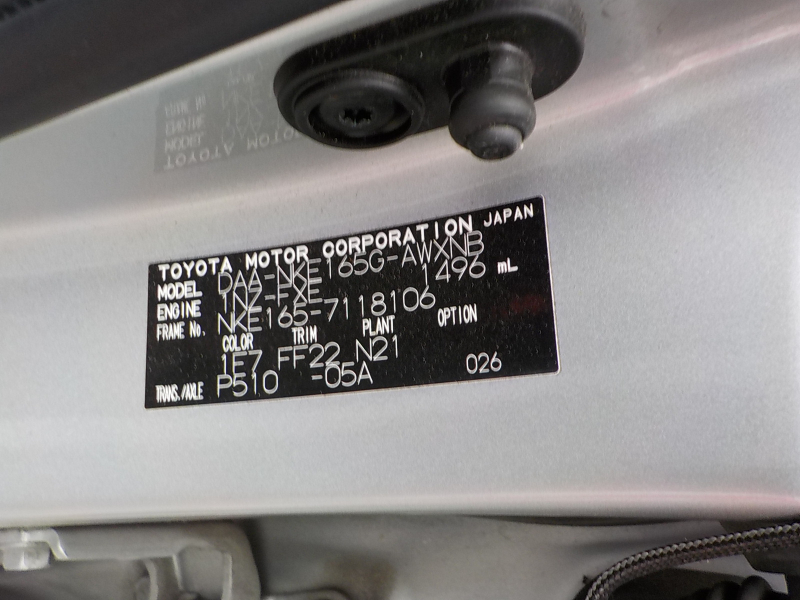 TOYOTA MOTOR CORPORATION JAPAN
MODEL DAA-NKE165G-AWXNB
ENGINE 1NZ-FXE 1496 mL
FRAME No. NKE165-7118106
COLOR TRIM PLANT OPTION
1F7 FF22 N21
TRANS./AXLE P510 -05A 026